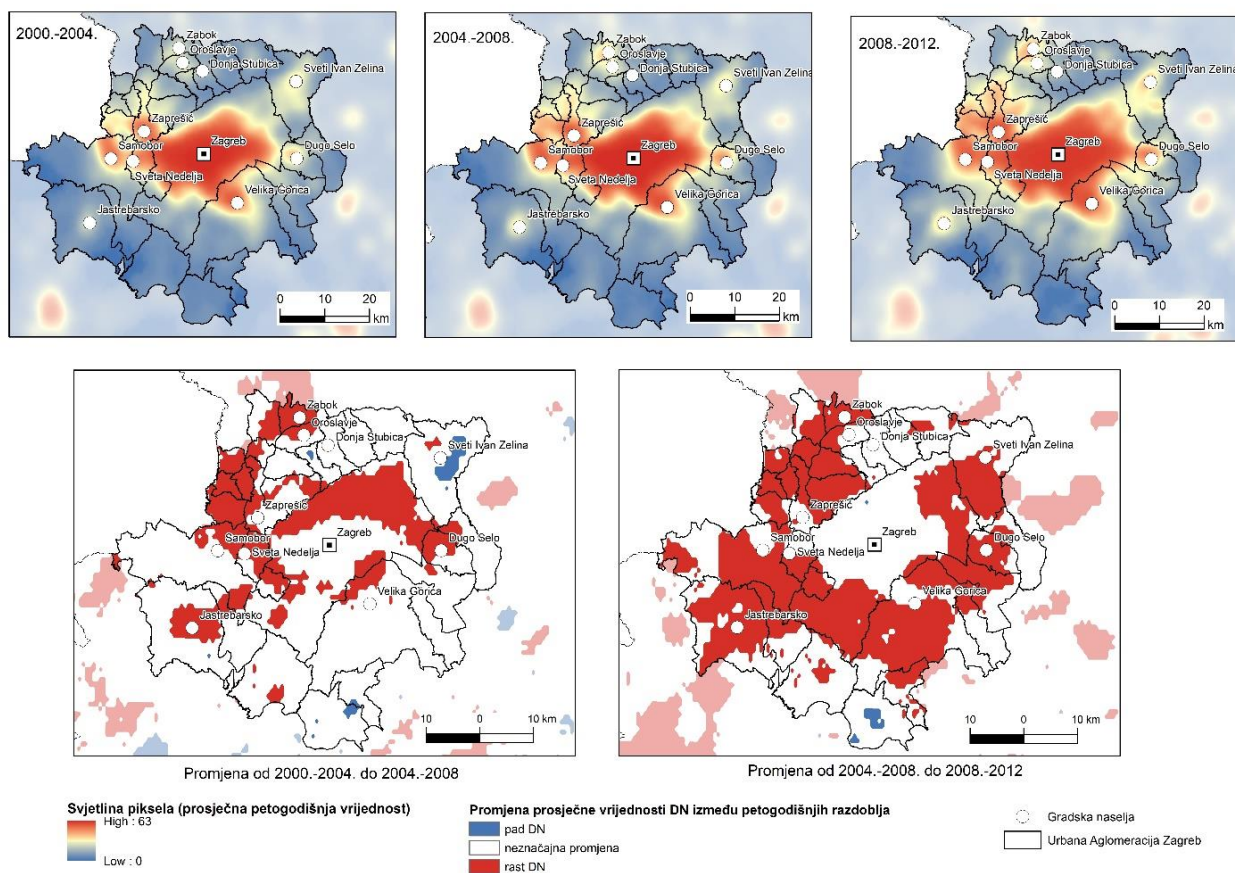 2000.-2004.
Zabok
Oroslavje
Donja Stubica
Sveti Ivan Zelina
Zaprešić
Samobor
Zagreb
Dugo Selo
Sveta Nedelja
Velika Gorica
Jastrebarsko
0 10 20
km
2004.-2008.
Zabok
Oroslavje
Donja Stubica
Sveti Ivan Zelina
Zaprešić
Samobor
Zagreb
Dugo Selo
Sveta Nedelja
Velika Gorica
Jastrebarsko
0 10 20
km
2008.-2012.
Zabok
Oroslavje
Donja Stubica
Sveti Ivan Zelina
Zaprešić
Samobor
Zagreb
Dugo Selo
Sveta Nedelja
Velika Gorica
Jastrebarsko
0 10 20
km
Zabok
Oroslavje
Donja Stubica
Sveti Ivan Zelina
Zaprešić
Zagreb
Samobor
Sveta Nedelja
Dugo Selo
Velika Gorica
Jastrebarsko
10 0 10 km
Promjena od 2000.-2004. do 2004.-2008
Zabok
Oroslavje
Donja Stubica
Sveti Ivan Zelina
Zaprešić
Zagreb
Samobor
Sveta Nedelja
Dugo Selo
Velika Gorica
Jastrebarsko
10 0 10 km
Promjena od 2004.-2008. do 2008.-2012
Svjetlina piksela (prosječna petogodišnja vrijednost)
High : 63
Low : 0
Promjena prosječne vrijednosti DN između petogodišnjih razdoblja
pad DN
neznačajna promjena
rast DN
Gradska naselja
Urbana Aglomeracija Zagreb